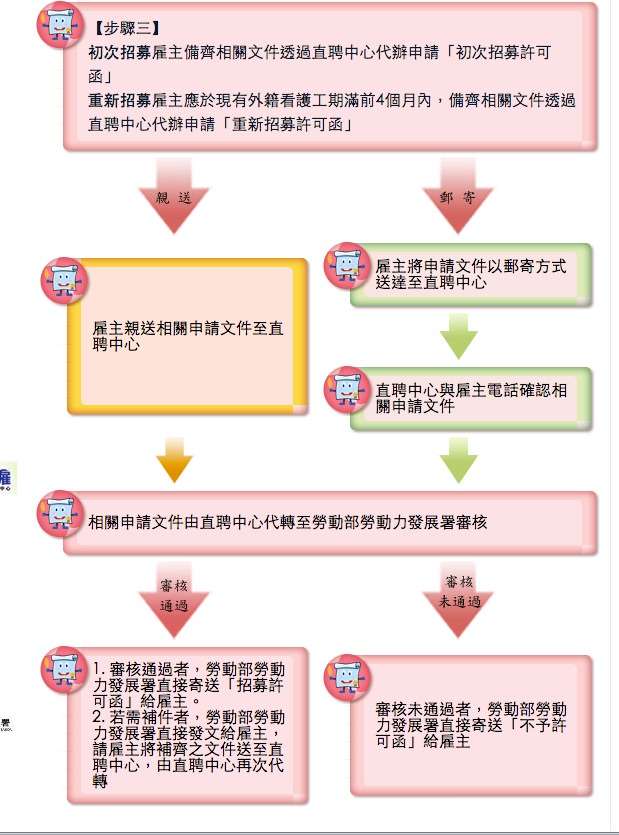 【步驟三】
初次招募雇主備齊相關文件透過直聘中心代辦申請「初次招募許可
函」
重新招募雇主應於現有外籍看護工期滿前4個月內，備齊相關文件透過
直聘中心代辦申請「重新招募許可函」
親 送
郵 寄
雇主親送相關申請文件至直
聘中心
雇主將申請文件以郵寄方式
送達至直聘中心
直聘中心與雇主電話確認相
關申請文件
雇
中心
相關申請文件由直聘中心代轉至勞動部勞動力發展署審核
審核
通過
審核
未通過
1. 審核通過者，勞動部勞動
力發展署直接寄送「招募許
可函」給雇主。
2. 若需補件者，勞動部勞動
力發展署直接發文給雇主，
請雇主將補齊之文件送至直
聘中心，由直聘中心再次代
轉
審核未通過者，勞動部勞動
力發展署直接寄送「不予許
可函」給雇主
署